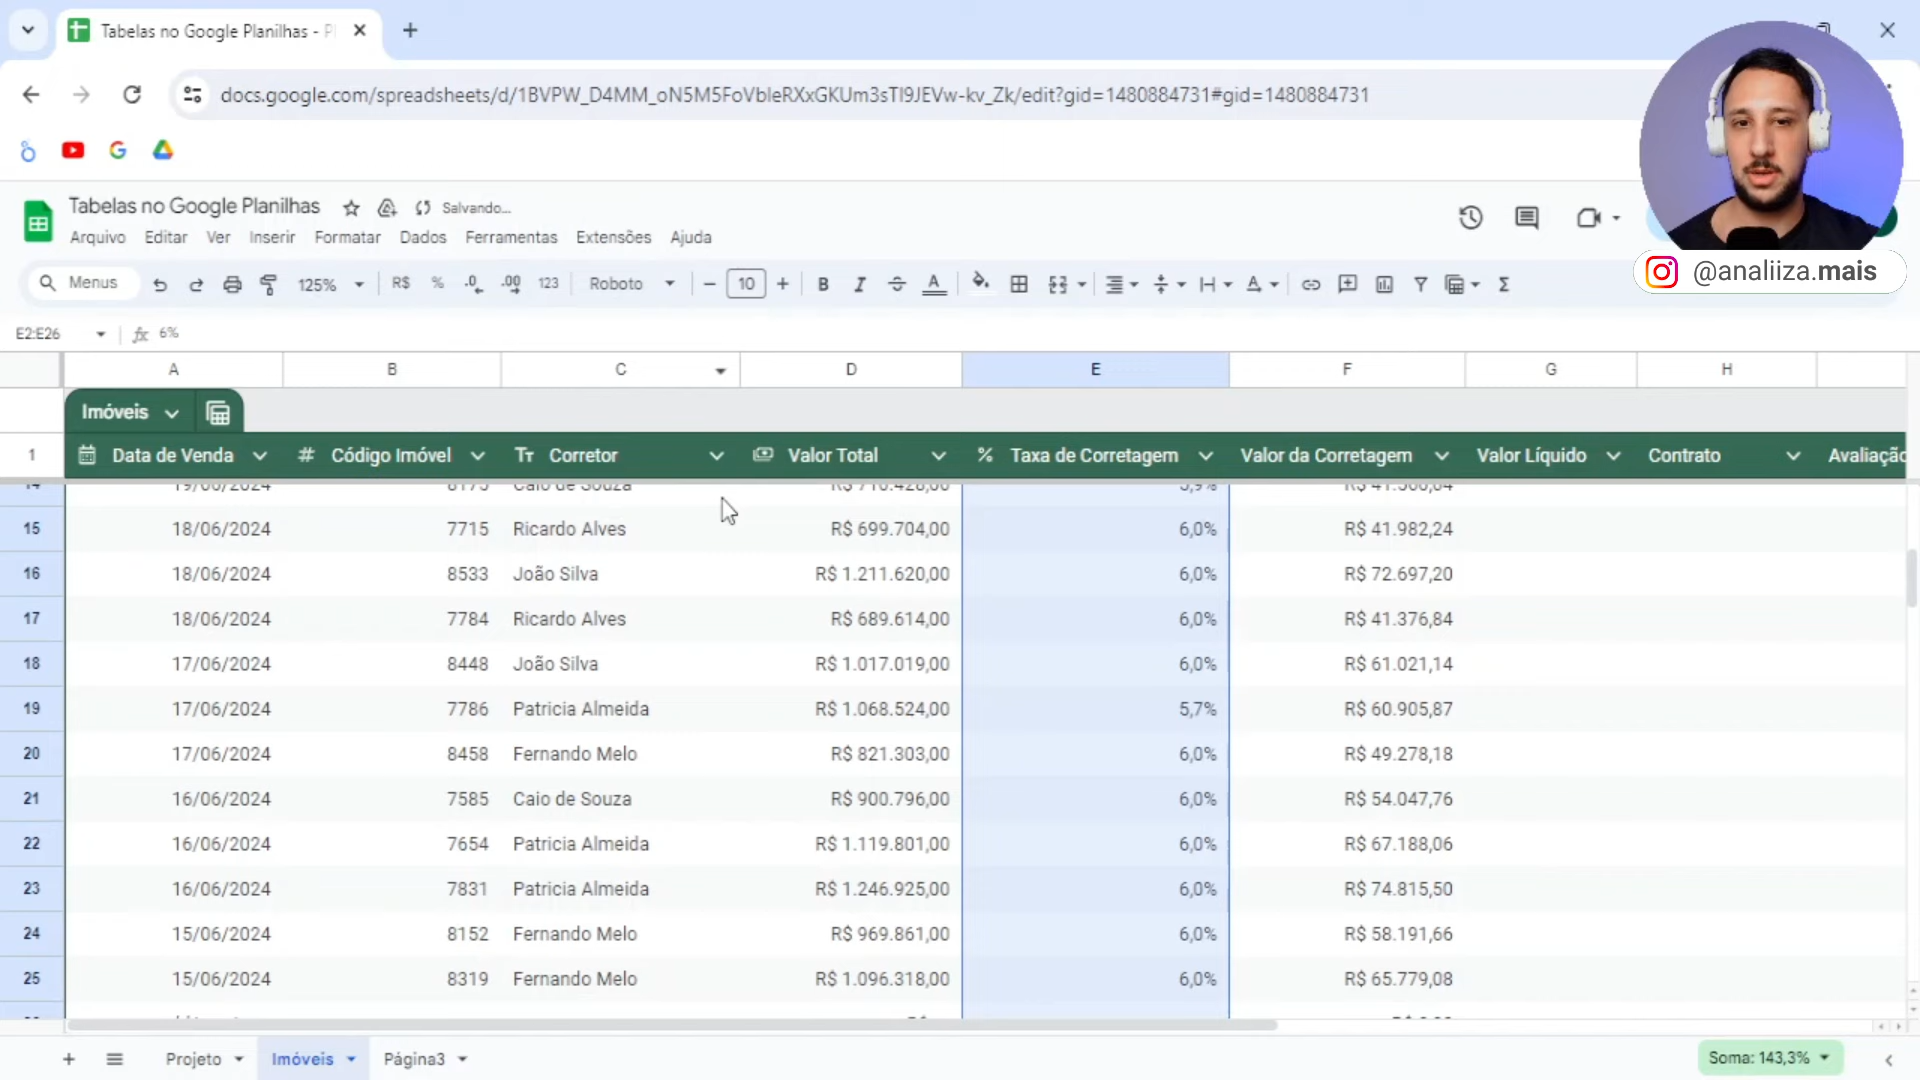 Tabelas no Google Planilhas - P
docs.google.com/spreadsheets/d/1BVPW_D4MM_oN5M5FoVbleRXxGKUm3sTI9JEVw-kv_Zk/edit?gid=1480884731#gid=1480884731
Tabelas no Google Planilhas Salvando...
Arquivo Editar Ver Inserir Formatar Dados Ferramentas Extensões Ajuda
@analiiza.mais
Menus 125% R$ % .0 .00 123 Roboto 10 B I A Σ
E2:E26 fx 6%
A B C D E F G H
Imóveis
1 Data de Venda # Código Imóvel Tт Corretor Valor Total % Taxa de Corretagem Valor da Corretagem Valor Líquido Contrato Avaliação
15 18/06/2024 7715 Ricardo Alves R$ 699.704,00 6,0% R$ 41.982,24
16 18/06/2024 8533 João Silva R$ 1.211.620,00 6,0% R$ 72.697,20
17 18/06/2024 7784 Ricardo Alves R$ 689.614,00 6,0% R$ 41.376,84
18 17/06/2024 8448 João Silva R$ 1.017.019,00 6,0% R$ 61.021,14
19 17/06/2024 7786 Patricia Almeida R$ 1.068.524,00 5,7% R$ 60.905,87
20 17/06/2024 8458 Fernando Melo R$ 821.303,00 6,0% R$ 49.278,18
21 16/06/2024 7585 Caio de Souza R$ 900.796,00 6,0% R$ 54.047,76
22 16/06/2024 7654 Patricia Almeida R$ 1.119.801,00 6,0% R$ 67.188,06
23 16/06/2024 7831 Patricia Almeida R$ 1.246.925,00 6,0% R$ 74.815,50
24 15/06/2024 8152 Fernando Melo R$ 969.861,00 6,0% R$ 58.191,66
25 15/06/2024 8319 Fernando Melo R$ 1.096.318,00 6,0% R$ 65.779,08
Projeto Imóveis Página3 Soma: 143,3%